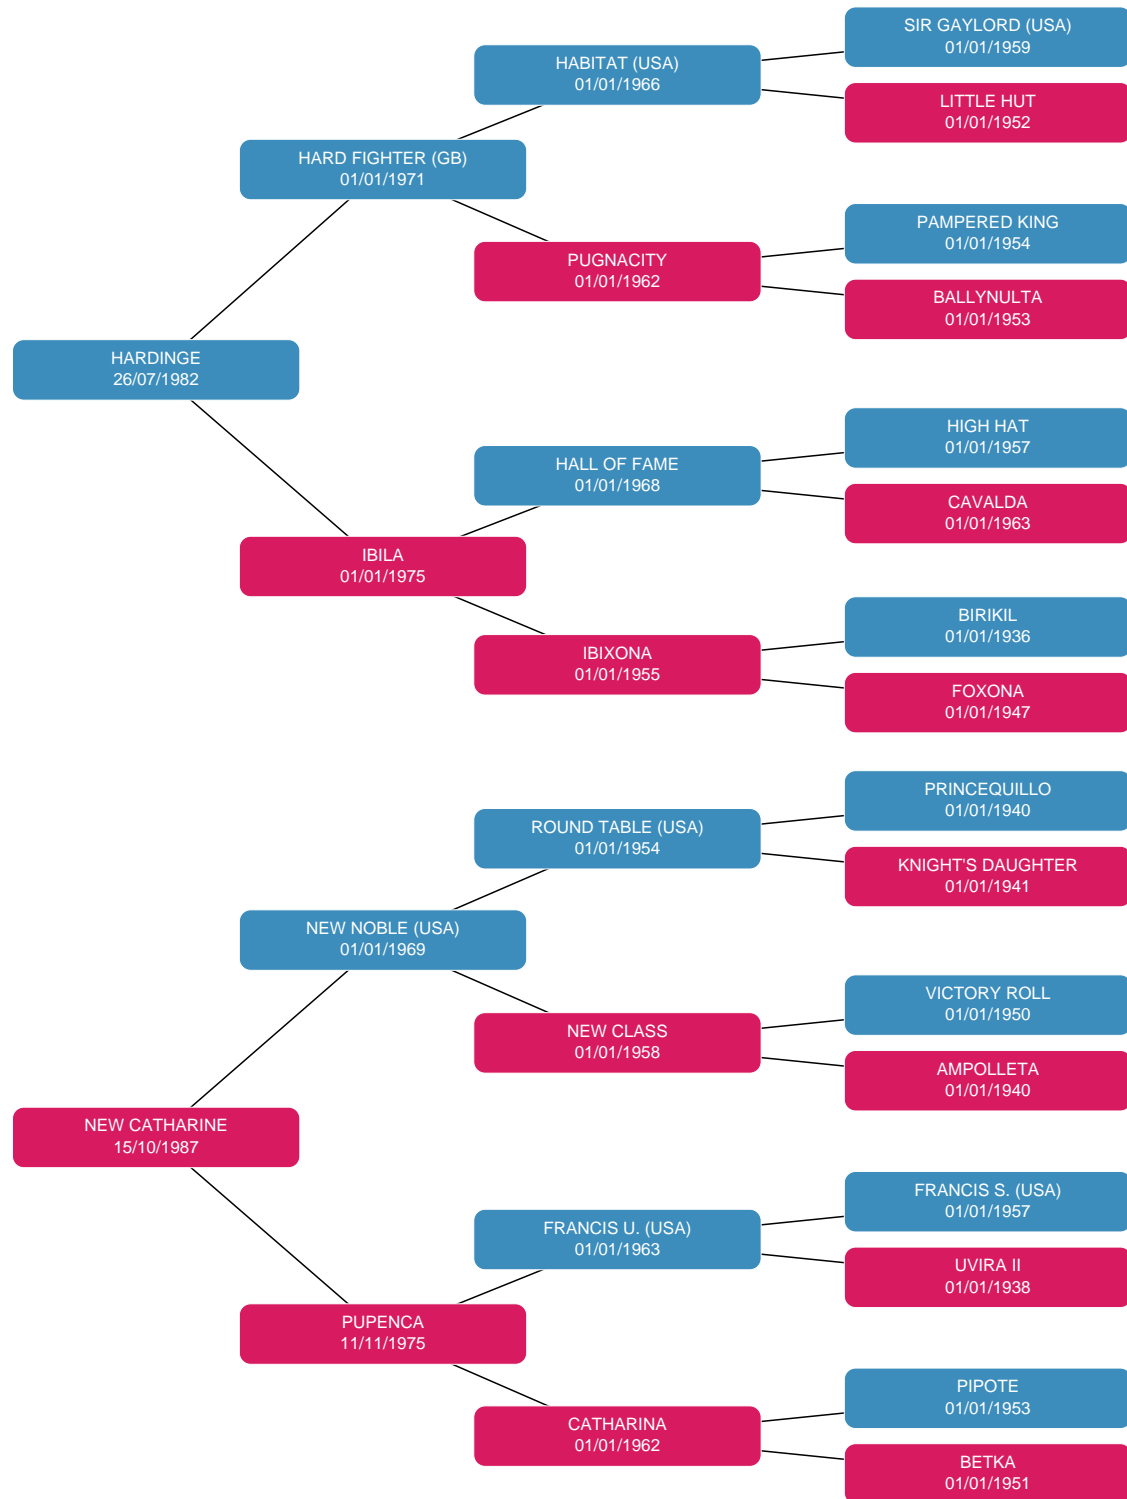 SIR GAYLORD (USA)
01/01/1959
HABITAT (USA)
01/01/1966
LITTLE HUT
01/01/1952
HARD FIGHTER (GB)
01/01/1971
PAMPERED KING
01/01/1954
PUGNACITY
01/01/1962
BALLYNULTA
01/01/1953
HARDINGE
26/07/1982
HIGH HAT
01/01/1957
HALL OF FAME
01/01/1968
CAVALDA
01/01/1963
IBILA
01/01/1975
BIRIKIL
01/01/1936
IBIXONA
01/01/1955
FOXONA
01/01/1947
PRINCEQUILLO
01/01/1940
ROUND TABLE (USA)
01/01/1954
KNIGHT'S DAUGHTER
01/01/1941
NEW NOBLE (USA)
01/01/1969
VICTORY ROLL
01/01/1950
NEW CLASS
01/01/1958
AMPOLLETA
01/01/1940
NEW CATHARINE
15/10/1987
FRANCIS S. (USA)
01/01/1957
FRANCIS U. (USA)
01/01/1963
UVIRA II
01/01/1938
PUPENCA
11/11/1975
PIPOTE
01/01/1953
CATHARINA
01/01/1962
BETKA
01/01/1951